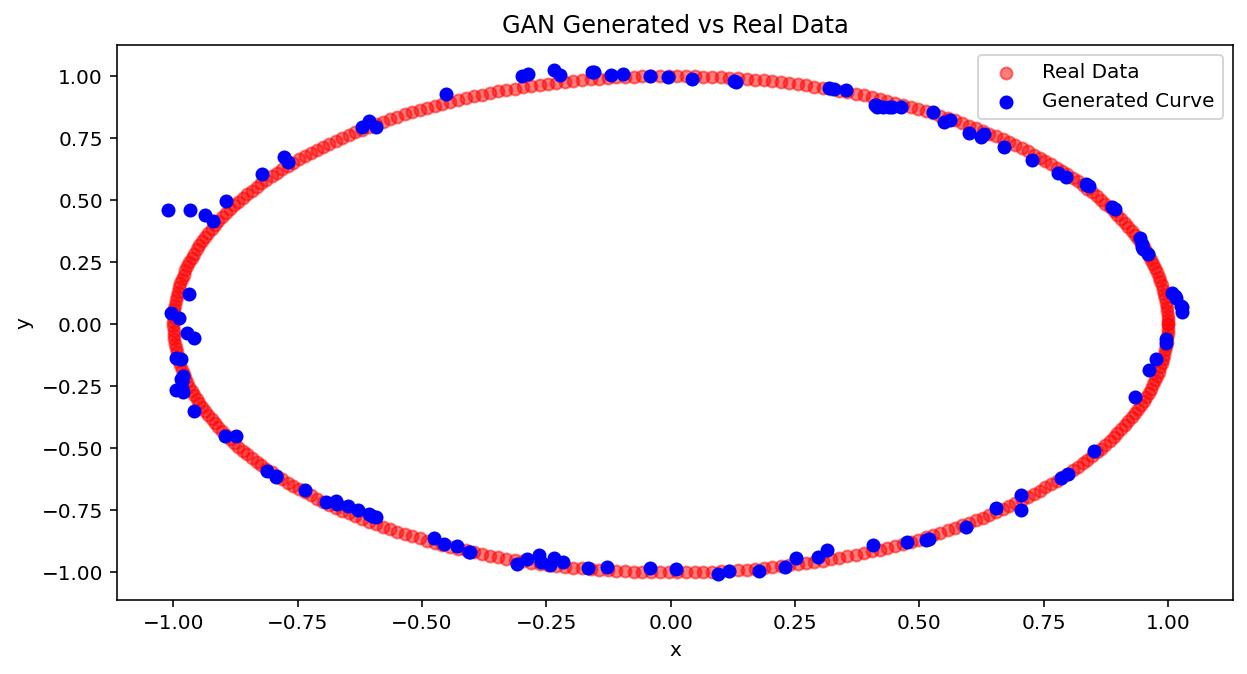 GAN Generated vs Real Data
Real Data
Generated Curve
1.00
0.75
0.50
0.25
0.00
−0.25
−0.50
−0.75
−1.00
y
−1.00 −0.75 −0.50 −0.25 0.00 0.25 0.50 0.75 1.00
x